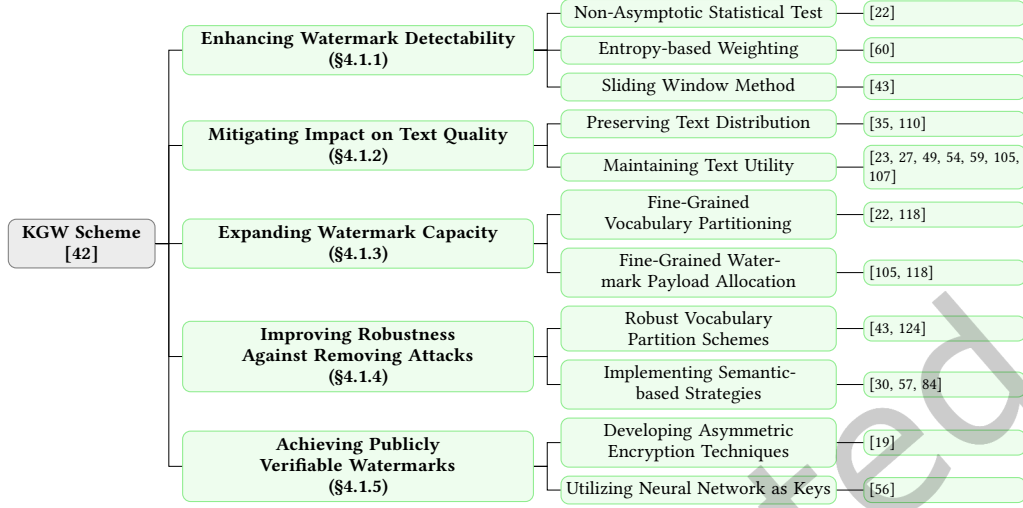 KGW Scheme
[42]
Enhancing Watermark Detectability
(§4.1.1)
Non-Asymptotic Statistical Test
[22]
Entropy-based Weighting
[60]
Sliding Window Method
[43]
Mitigating Impact on Text Quality
(§4.1.2)
Preserving Text Distribution
[35, 110]
Maintaining Text Utility
[23, 27, 49, 54, 59, 105,
107]
Expanding Watermark Capacity
(§4.1.3)
Fine-Grained
Vocabulary Partitioning
[22, 118]
Fine-Grained Water-
mark Payload Allocation
[105, 118]
Improving Robustness
Against Removing Attacks
(§4.1.4)
Robust Vocabulary
Partition Schemes
[43, 124]
Implementing Semantic-
based Strategies
[30, 57, 84]
Achieving Publicly
Verifiable Watermarks
(§4.1.5)
Developing Asymmetric
Encryption Techniques
[19]
Utilizing Neural Network as Keys
[56]
ted